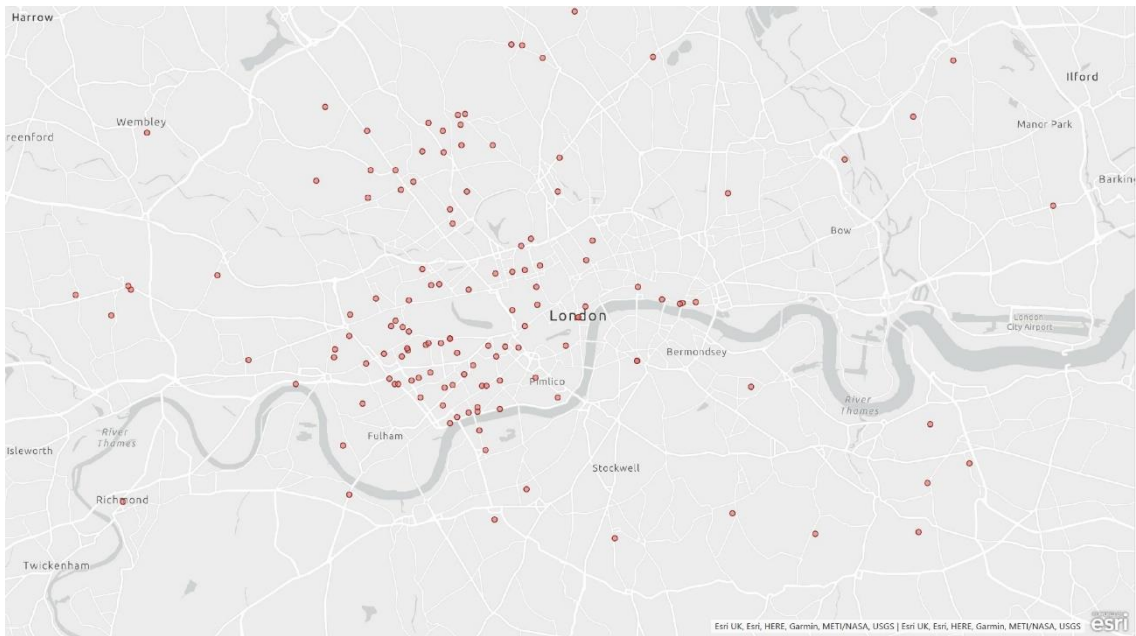 Harrow
Ilford
Wembley
Manor Park
reenford
Barkin
Bow
London
London
City Airport
Bermondsey
Pimlico
River
Thames
Fulham
River
Thames
Isleworth
Stockwell
Richmond
Twickenham
Esri UK, Esri, HERE, Garmin, METI/NASA, USGS | Esri UK, Esri, HERE, Garmin, METI/NASA, USGS
esri